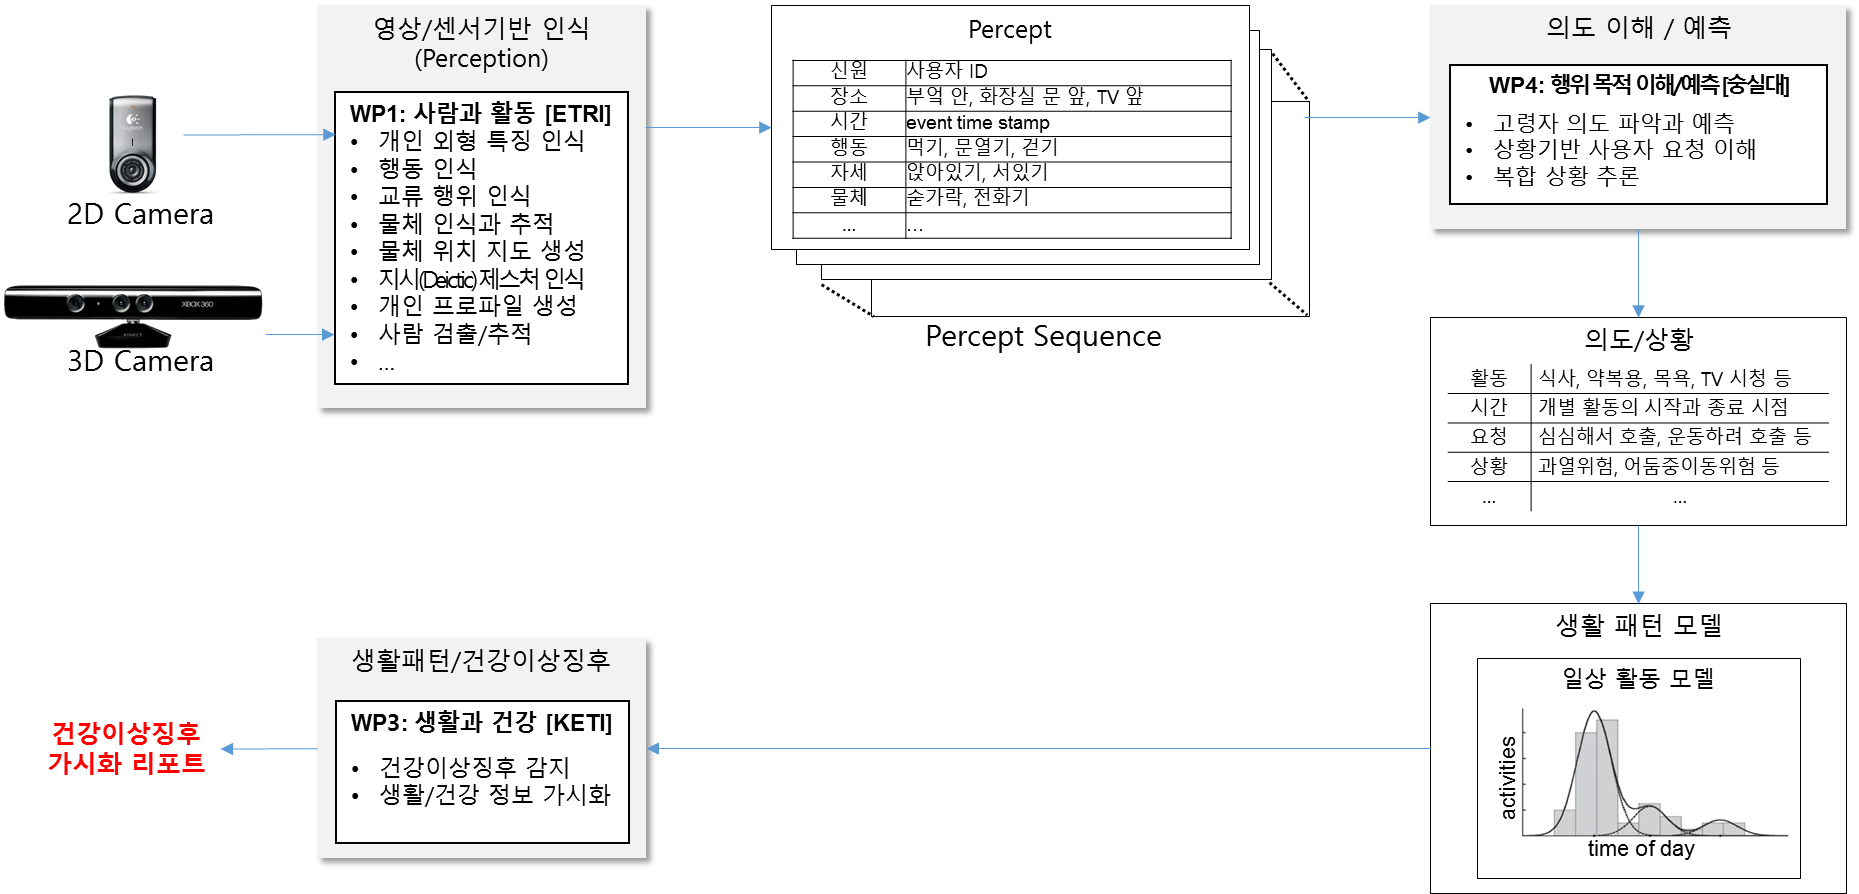 영상/센서기반 인식
(Perception)
WP1: 사람과 활동 [ETRI]
• 개인 외형 특징 인식
• 행동 인식
• 교류 행위 인식
• 물체 인식과 추적
• 물체 위치 지도 생성
• 지시(Deictic) 제스처 인식
• 개인 프로파일 생성
• 사람 검출/추적
• ...
2D Camera
XBOX 360
KINECT
3D Camera
Percept
신원 사용자 ID
장소 부엌 안, 화장실 문 앞, TV 앞
시간 event time stamp
행동 먹기, 문열기, 걷기
자세 앉아있기, 서있기
물체 숟가락, 전화기
... ...
Percept Sequence
의도 이해 / 예측
WP4: 행위 목적 이해/예측 [숭실대]
• 고령자 의도 파악과 예측
• 상황기반 사용자 요청 이해
• 복합 상황 추론
의도/상황
활동 식사, 약복용, 목욕, TV 시청 등
시간 개별 활동의 시작과 종료 시점
요청 심심해서 호출, 운동하려 호출 등
상황 과열위험, 어둠중이동위험 등
... ...
생활 패턴 모델
일상 활동 모델
activities
time of day
생활패턴/건강이상징후
WP3: 생활과 건강 [KETI]
• 건강이상징후 감지
• 생활/건강 정보 가시화
건강이상징후
가시화 리포트